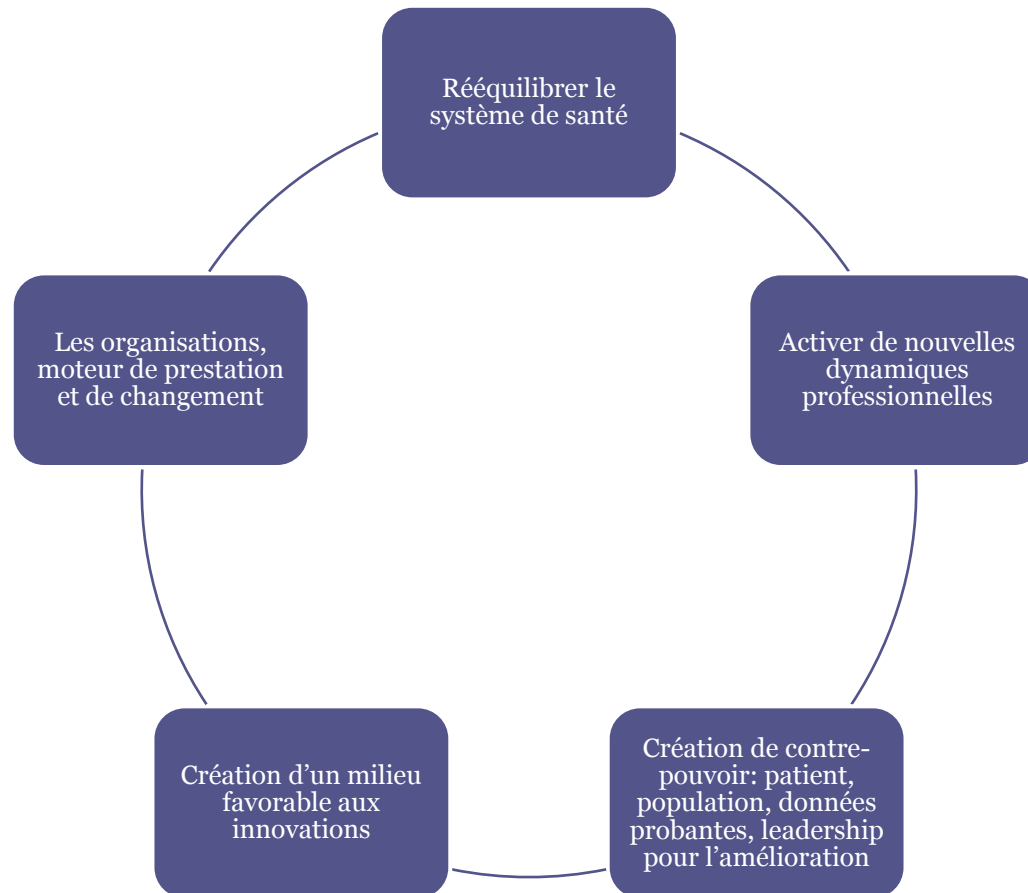 Rééquilibrer le
système de santé
Activer de nouvelles
dynamiques
professionnelles
Création de contre-
pouvoir: patient,
population, données
probantes, leadership
pour l’amélioration
Création d’un milieu
favorable aux
innovations
Les organisations,
moteur de prestation
et de changement